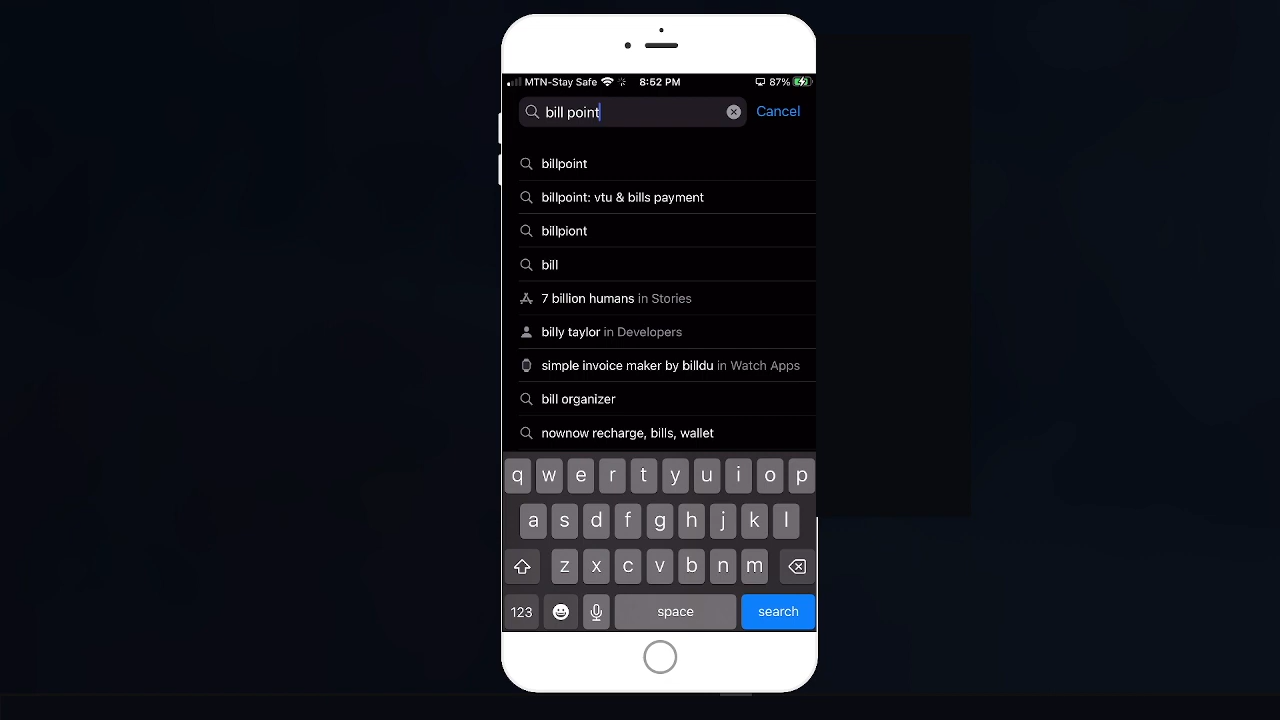 MTN-Stay Safe 8:52 PM 87%
bill point Cancel
billpoint
billpoint: vtu & bills payment
billpiont
bill
7 billion humans in Stories
billy taylor in Developers
simple invoice maker by billdu in Watch Apps
bill organizer
nownow recharge, bills, wallet
q w e r t y u i o p
a s d f g h j k l
z x c v b n m
123 space search